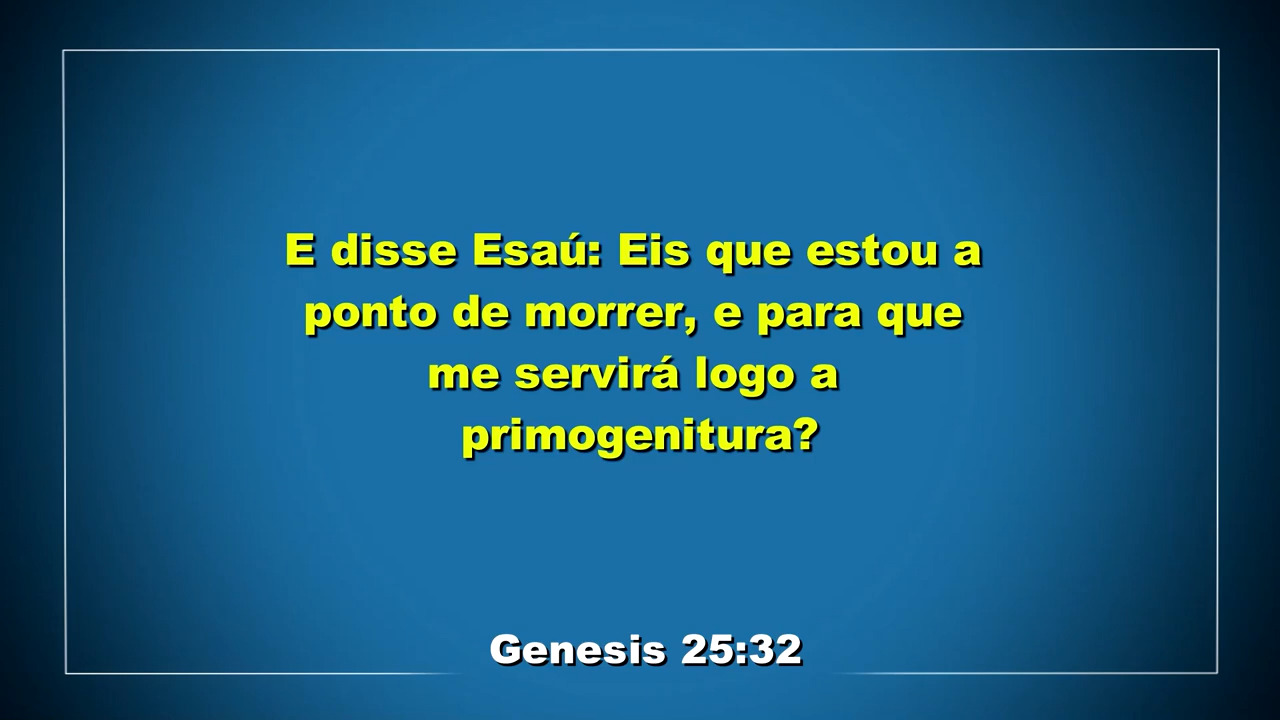 E disse Esaú: Eis que estou a
ponto de morrer, e para que
me servirá logo a
primogenitura?
Genesis 25:32